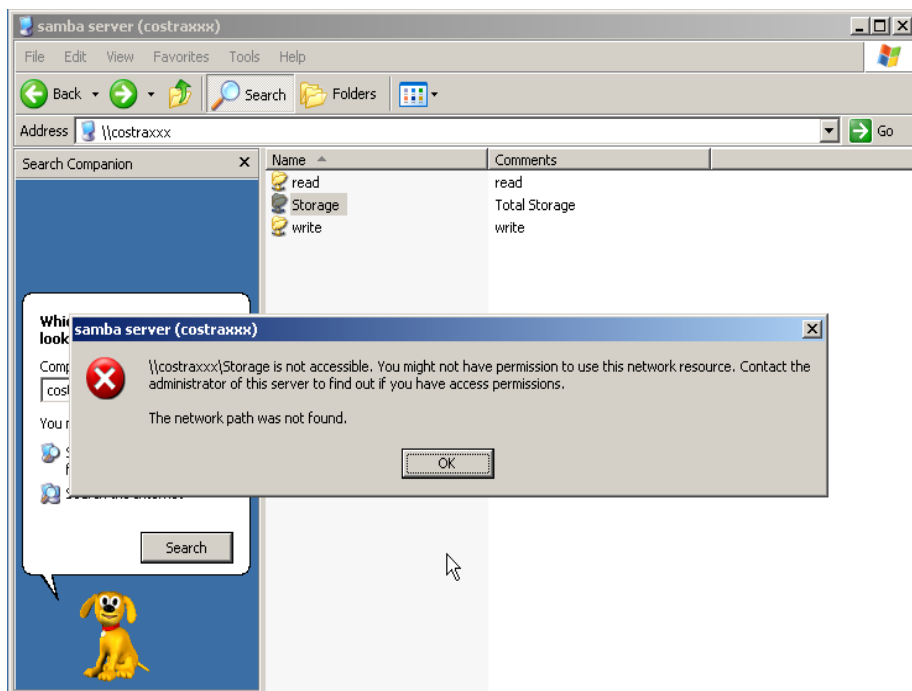 samba server (costraxxx)
File Edit View Favorites Tools Help
Back Search Folders
Address \\costraxxx Go
Search Companion
Name Comments
read read
Storage Total Storage
write write
samba server (costraxxx)
\\costraxxx\Storage is not accessible. You might not have permission to use this network resource. Contact the
administrator of this server to find out if you have access permissions.
The network path was not found.
OK
look
Search